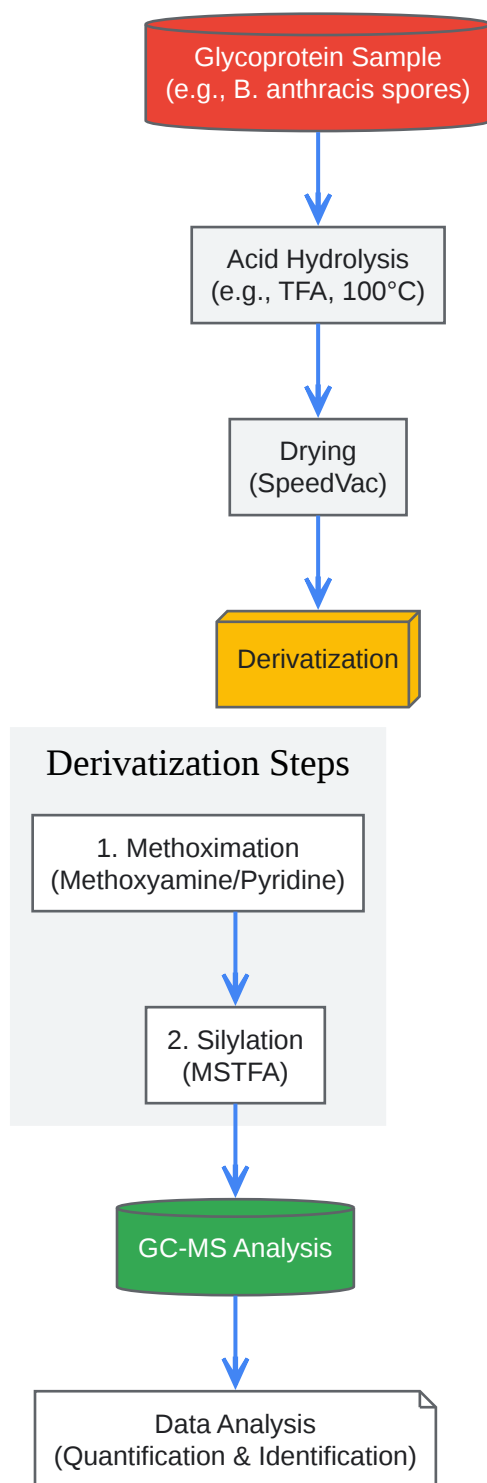 Glycoprotein Sample
(e.g., B. anthracis spores)
Acid Hydrolysis
(e.g., TFA, 100°C)
Drying
(SpeedVac)
Derivatization
Derivatization Steps
1. Methoximation
(Methoxyamine/Pyridine)
2. Silylation
(MSTFA)
GC-MS Analysis
Data Analysis
(Quantification & Identification)